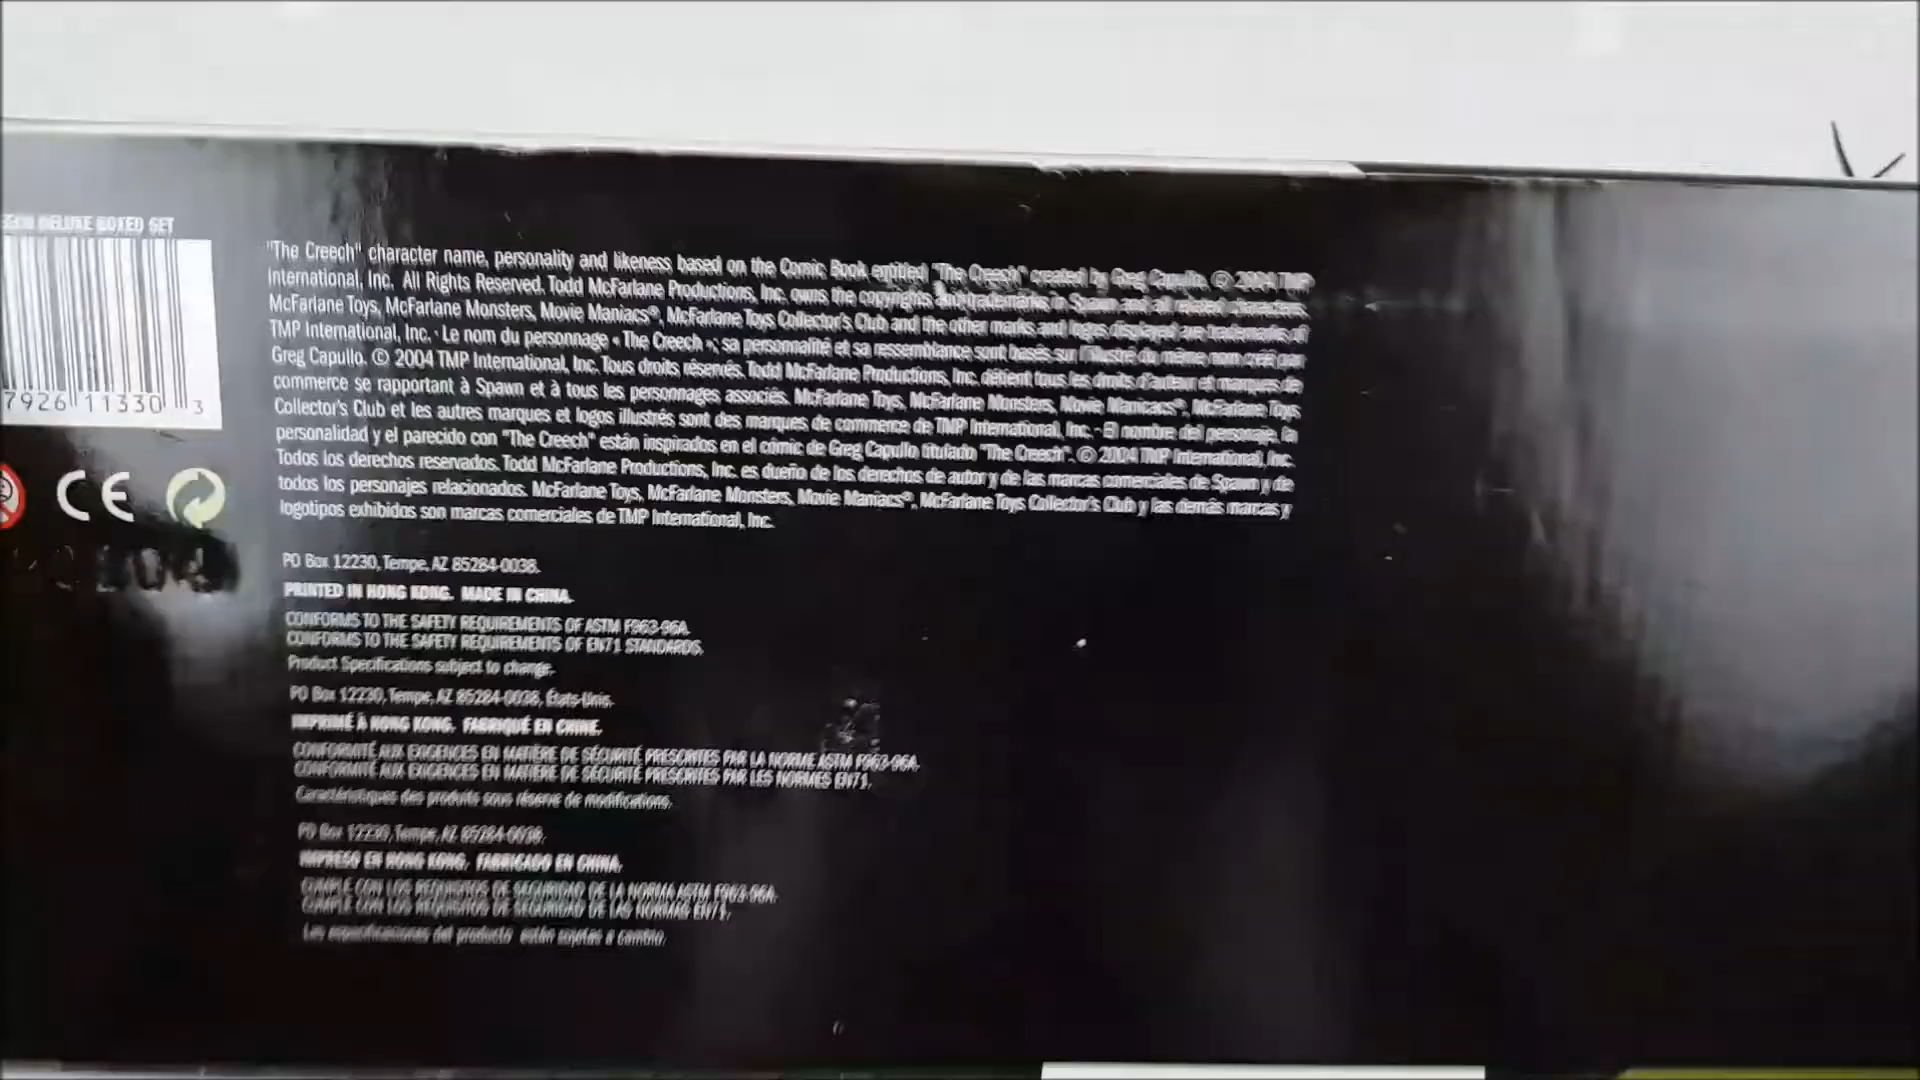 DELUXE BOXED SET
7926 11330 3
CE
"The Creech" character name, personality and likeness based on the Comic Book entitled "The Creech" created by Greg Capullo. © 2004 TMP
International, Inc. All Rights Reserved. Todd McFarlane Productions, Inc. owns the copyrights and trademarks in Spawn and all related characters.
McFarlane Toys, McFarlane Monsters, Movie Maniacs®, McFarlane Toys Collector's Club and the other marks and logos displayed are trademarks of
TMP International, Inc. · Le nom du personnage « The Creech », sa personnalité et sa ressemblance sont basés sur l'illustré du même nom créé par
Greg Capullo. © 2004 TMP International, Inc. Tous droits réservés. Todd McFarlane Productions, Inc. détient tous les droits d'auteur et marques de
commerce se rapportant à Spawn et à tous les personnages associés. McFarlane Toys, McFarlane Monsters, Movie Maniacs®, McFarlane Toys
Collector's Club et les autres marques et logos illustrés sont des marques de commerce de TMP International, Inc. · El nombre del personaje, la
personalidad y el parecido con "The Creech" están inspirados en el cómic de Greg Capullo titulado "The Creech". © 2004 TMP International, Inc.
Todos los derechos reservados. Todd McFarlane Productions, Inc. es dueño de los derechos de autor y de las marcas comerciales de Spawn y de
todos los personajes relacionados. McFarlane Toys, McFarlane Monsters, Movie Maniacs®, McFarlane Toys Collector's Club y las demás marcas y
logotipos exhibidos son marcas comerciales de TMP International, Inc.
PO Box 12230, Tempe, AZ 85284-0038.
PRINTED IN HONG KONG. MADE IN CHINA.
CONFORMS TO THE SAFETY REQUIREMENTS OF ASTM F963-96A.
CONFORMS TO THE SAFETY REQUIREMENTS OF EN71 STANDARDS.
Product Specifications subject to change.
PO Box 12230, Tempe, AZ 85284-0038, États-Unis.
IMPRIMÉ À HONG KONG. FABRIQUÉ EN CHINE.
CONFORMITÉ AUX EXIGENCES EN MATIÈRE DE SÉCURITÉ PRESCRITES PAR LA NORME ASTM F963-96A.
CONFORMITÉ AUX EXIGENCES EN MATIÈRE DE SÉCURITÉ PRESCRITES PAR LES NORMES EN71.
Caractéristiques des produits sous réserve de modifications.
PO Box 12230, Tempe, AZ 85284-0038.
IMPRESO EN HONG KONG. FABRICADO EN CHINA.
CUMPLE CON LOS REQUISITOS DE SEGURIDAD DE LA NORMA ASTM F963-96A.
CUMPLE CON LOS REQUISITOS DE SEGURIDAD DE LAS NORMAS EN71.
Las especificaciones del producto están sujetas a cambio.